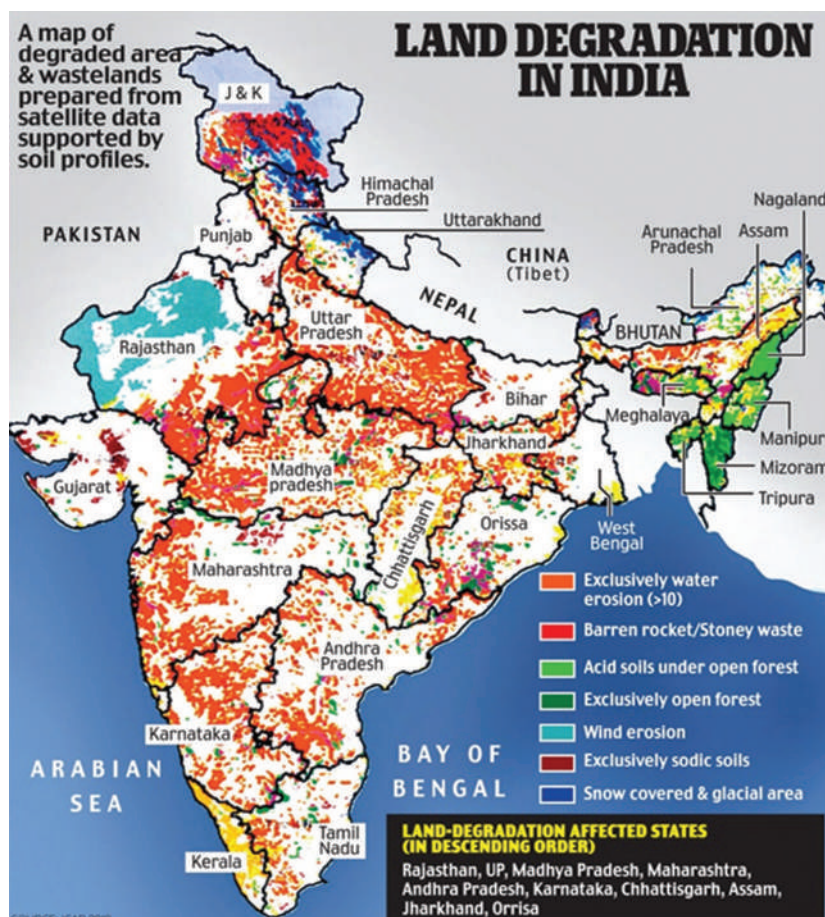 A map of
degraded area
& wastelands
prepared from
satellite data
supported by
soil profiles.
LAND DEGRADATION
IN INDIA
J & K
Himachal
Pradesh
Uttarakhand
Nagaland
Arunachal
Pradesh
Assam
PAKISTAN
Punjab
CHINA
(Tibet)
NEPAL
BHUTAN
Uttar
Pradesh
Rajasthan
Bihar
Meghalaya
Manipur
Mizoram
Tripura
Jharkhand
Madhya
pradesh
Gujarat
West
Bengal
Orissa
Chhattisgarh
Maharashtra
Andhra
Pradesh
Karnataka
ARABIAN
SEA
BAY OF
BENGAL
Kerala
Tamil
Nadu
Exclusively water
erosion (>10)
Barren rocket/Stoney waste
Acid soils under open forest
Exclusively open forest
Wind erosion
Exclusively sodic soils
Snow covered & glacial area
LAND-DEGRADATION AFFECTED STATES
(IN DESCENDING ORDER)
Rajasthan, UP, Madhya Pradesh, Maharashtra,
Andhra Pradesh, Karnataka, Chhattisgarh, Assam,
Jharkhand, Orrisa